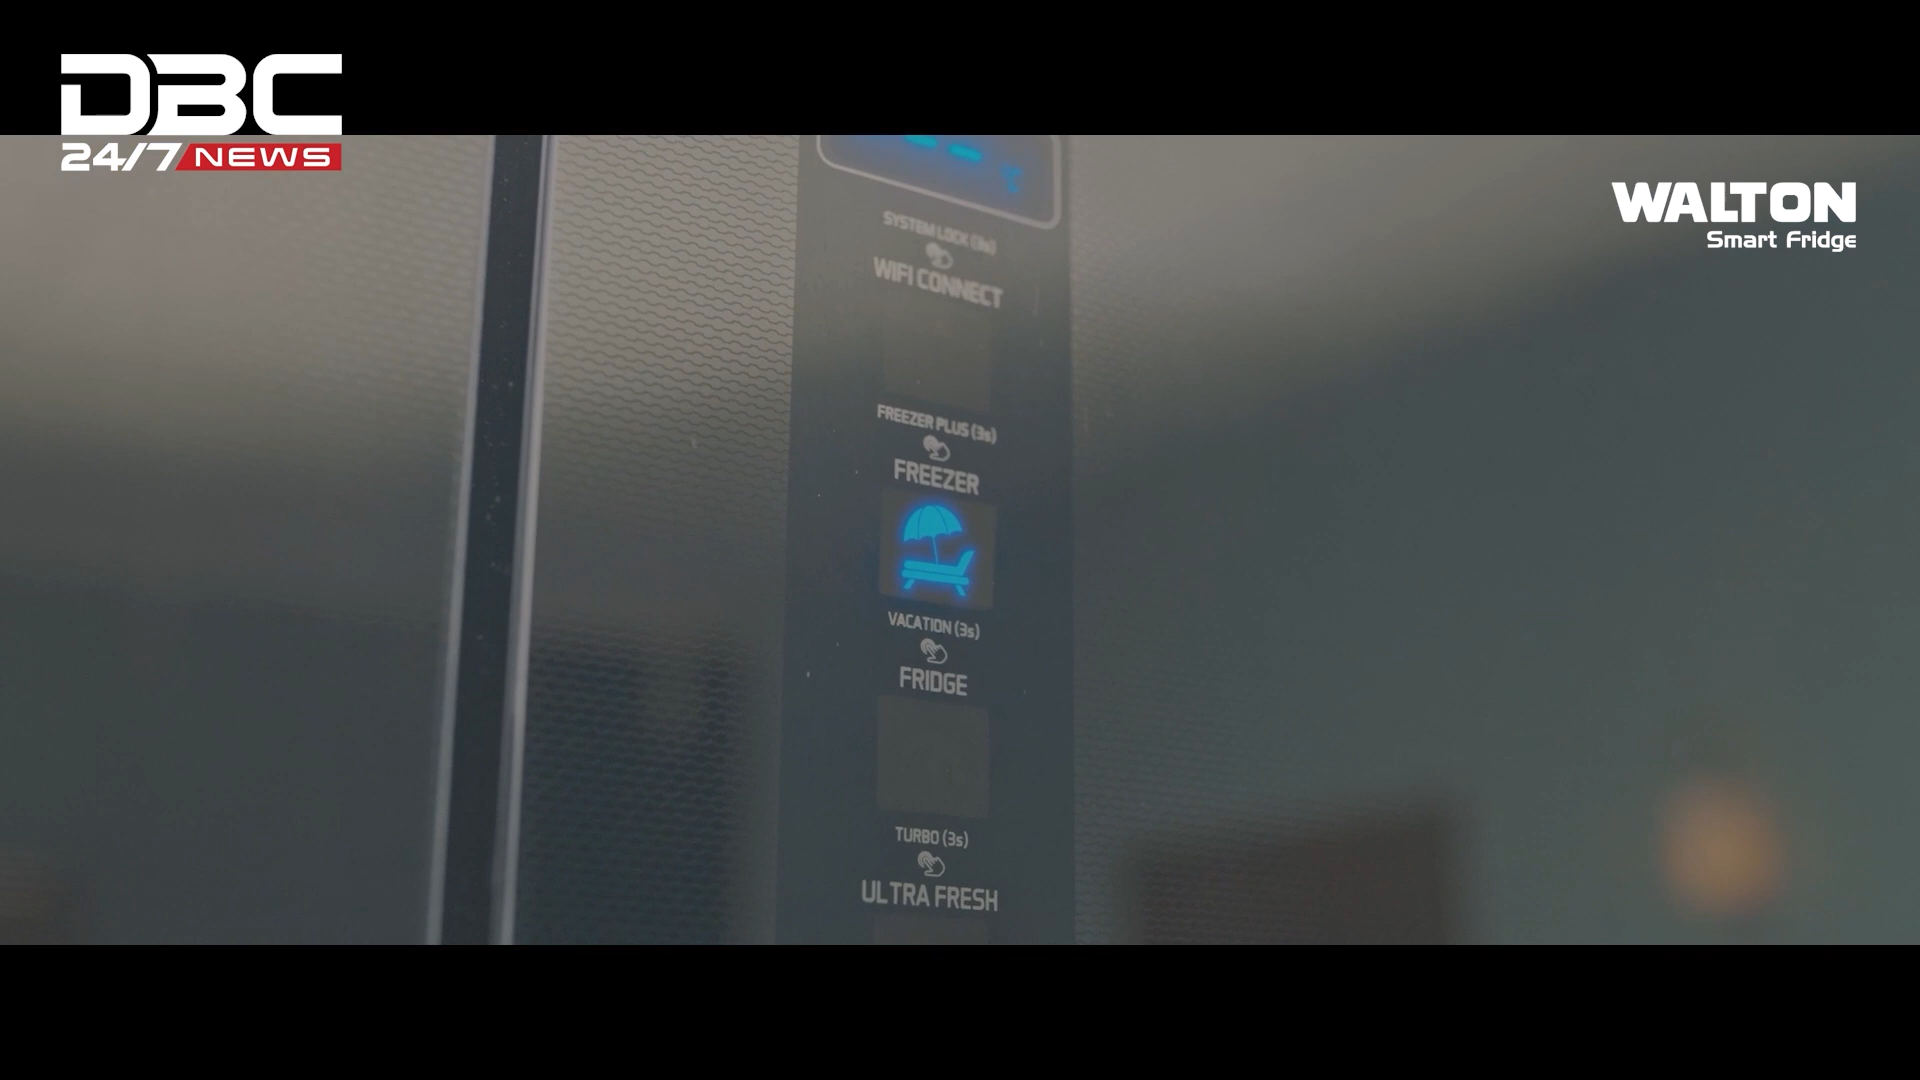 DBC
24/7 NEWS
WALTON
Smart Fridge
SYSTEM LOCK (3s)
WIFI CONNECT
FREEZER PLUS (3s)
FREEZER
VACATION (3s)
FRIDGE
TURBO (3s)
ULTRA FRESH